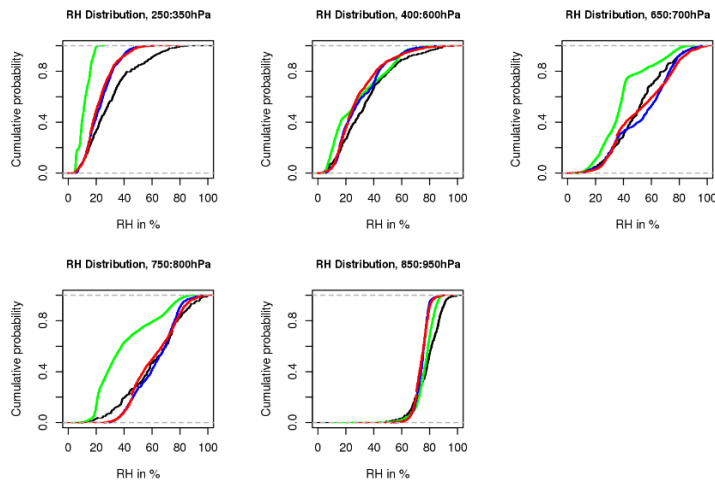 RH Distribution, 250:350hPa
Cumulative probability
0.0 0.4 0.8
0 20 40 60 80 100
RH in %
RH Distribution, 400:600hPa
Cumulative probability
0.0 0.4 0.8
0 20 40 60 80 100
RH in %
RH Distribution, 650:700hPa
Cumulative probability
0.0 0.4 0.8
0 20 40 60 80 100
RH in %
RH Distribution, 750:800hPa
Cumulative probability
0.0 0.4 0.8
0 20 40 60 80 100
RH in %
RH Distribution, 850:950hPa
Cumulative probability
0.0 0.4 0.8
0 20 40 60 80 100
RH in %